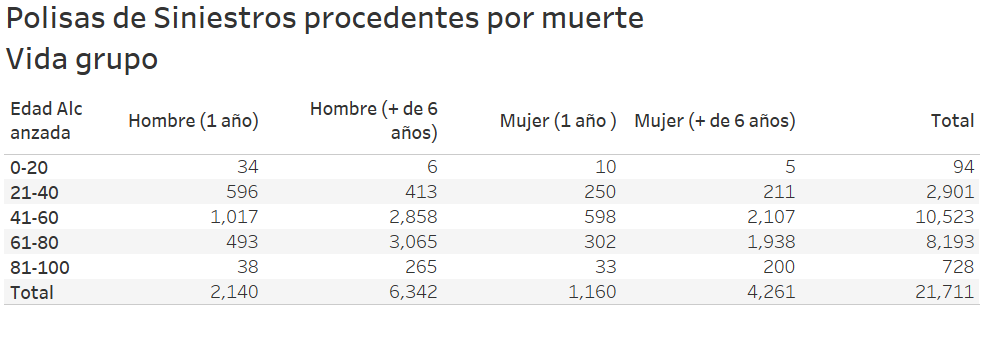 Polisas de Siniestros procedentes por muerte
Vida grupo
Edad Alc
anzada Hombre (1 año) Hombre (+ de 6
años) Mujer (1 año ) Mujer (+ de 6 años) Total
0-20 34 6 10 5 94
21-40 596 413 250 211 2,901
41-60 1,017 2,858 598 2,107 10,523
61-80 493 3,065 302 1,938 8,193
81-100 38 265 33 200 728
Total 2,140 6,342 1,160 4,261 21,711